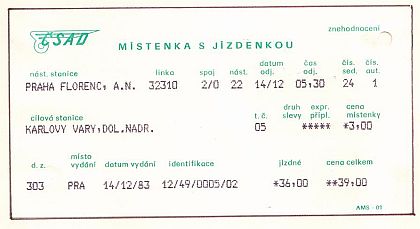 znehodnocení
ČSAD
MÍSTENKA S JÍZDENKOU
nást. stanice linka spoj nást. datum odj. čas odj. čís. sed. čís. aut.
PRAHA FLORENC, A.N. 32310 2/0 22 14/12 05,30 24 1
cílová stanice t.č. druh slevy expr. přípl. cena místenky
KARLOVY VARY,DOL.NADR. 05 ***** *3,00
d. z. místo vydání datum vydání identifikace jízdné cena celkem
303 PRA 14/12/83 12/49/0005/02 *36,00 **39,00
AMS - 01